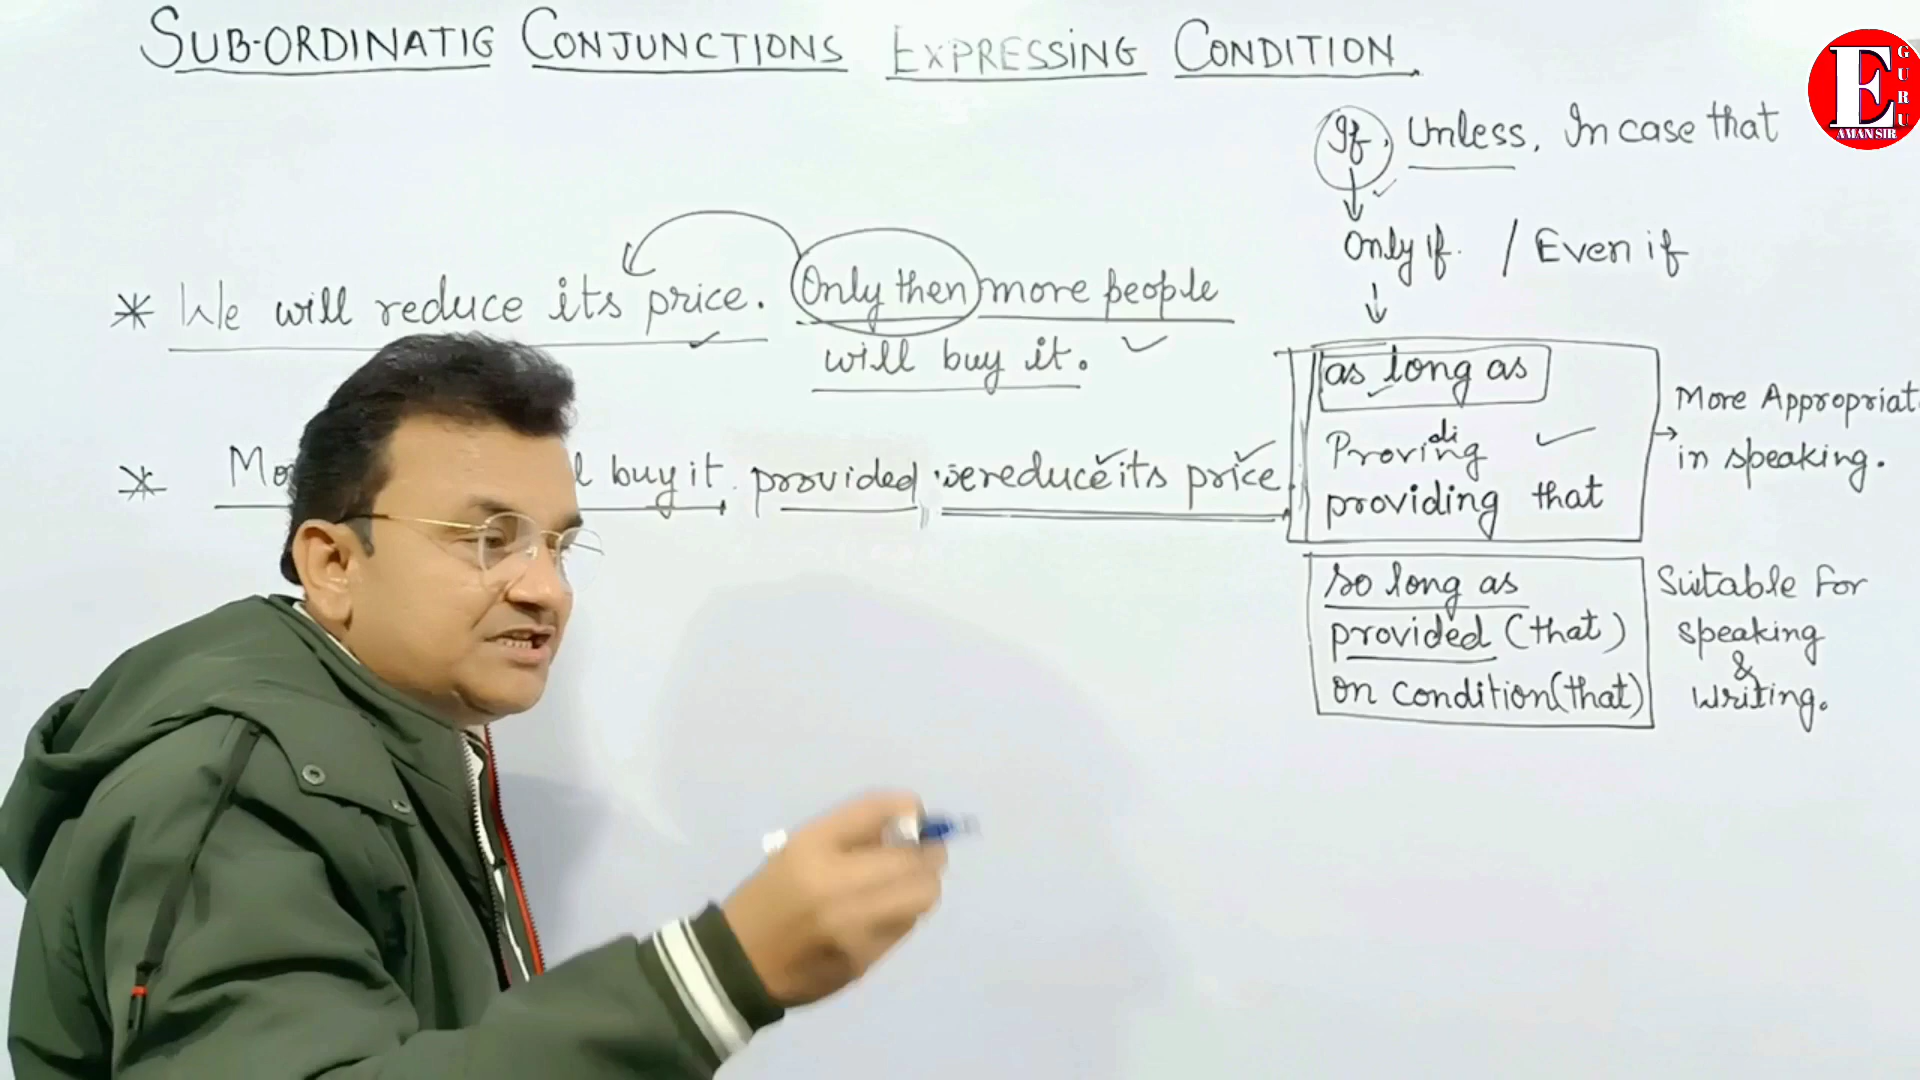 SUB-ORDINATIG CONJUNCTIONS EXPRESSING CONDITION
E GURU
AMAN SIR
If, Unless, In case that
Only if. / Even if
* We will reduce its price. Only then more people
will buy it.
* buy it provided we reduce its price.
as long as
Providing
providing that
More Appropriat
in speaking.
so long as
provided (that)
on condition (that)
Suitable For
speaking
&
writing.